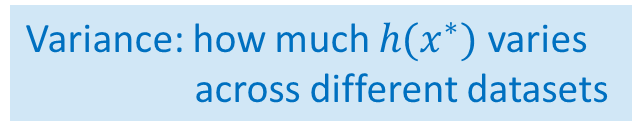 Variance: how much h(x*) varies
across different datasets